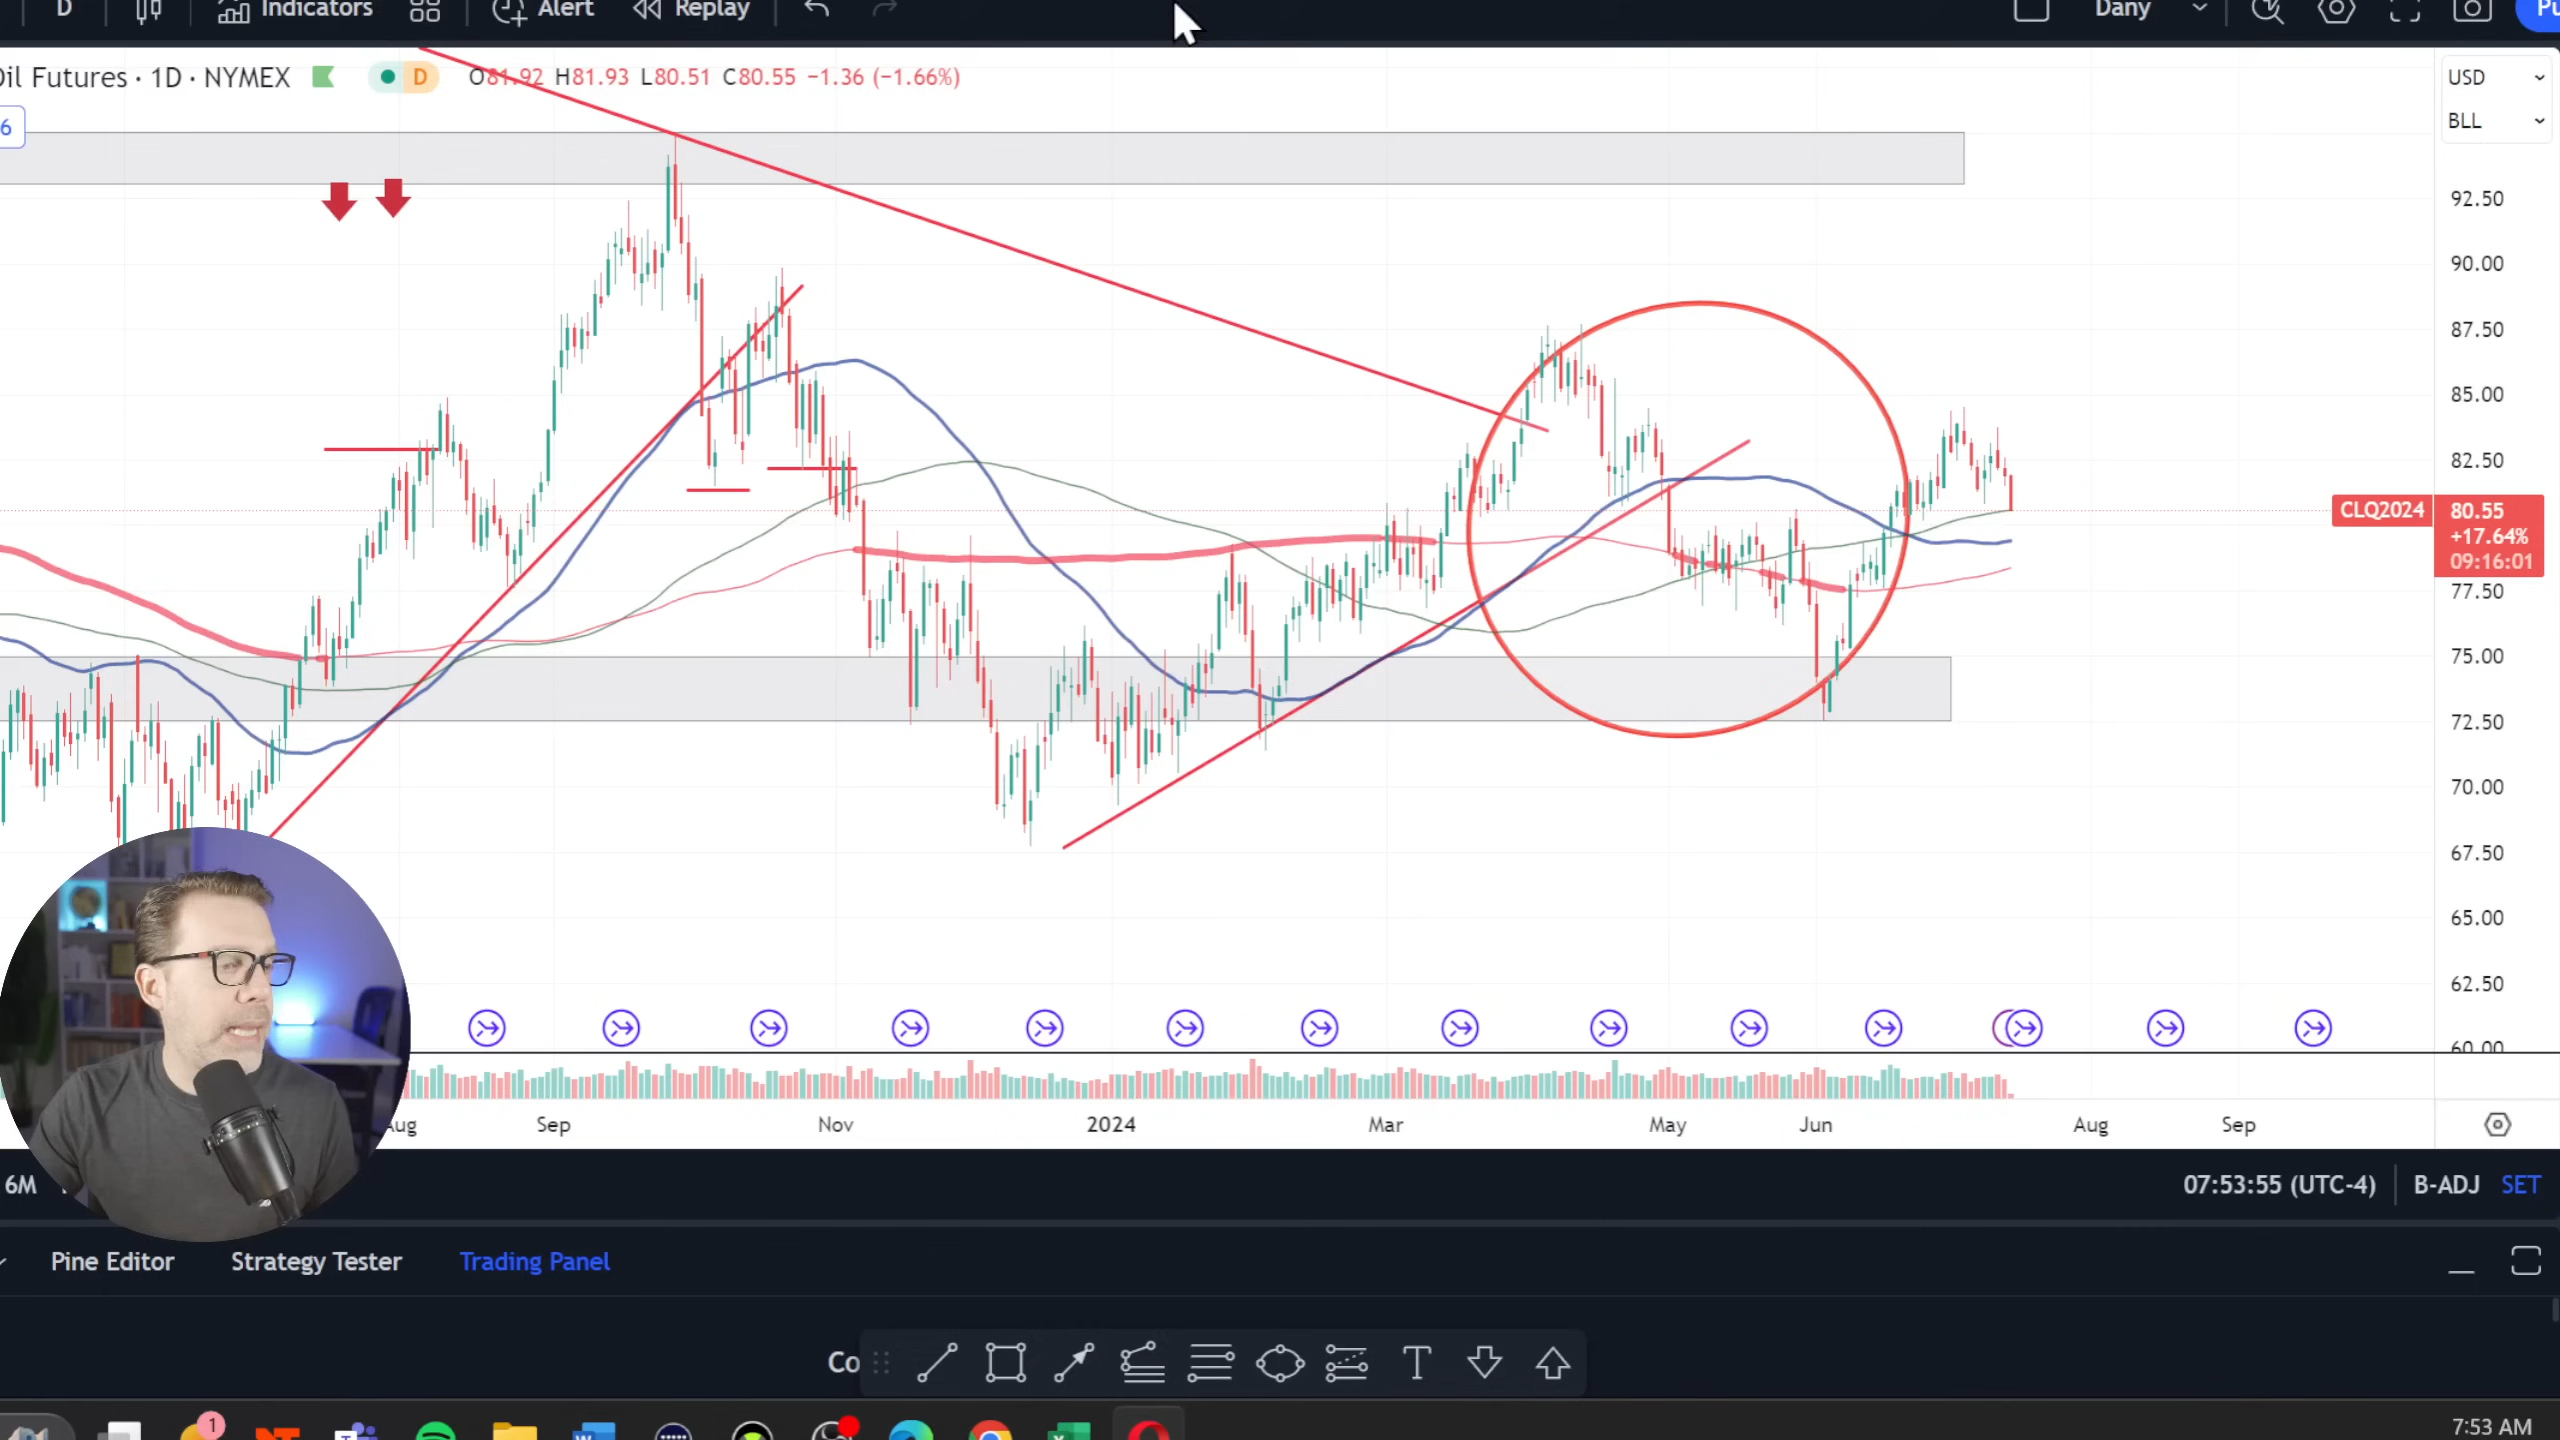 D Indicators Alert Replay Dany
Oil Futures · 1D · NYMEX D O81.92 H81.93 L80.51 C80.55 −1.36 (−1.66%)
USD
6
BLL
92.50
90.00
87.50
85.00
82.50
CLQ2024 80.55
+17.64%
09:16:01
77.50
75.00
72.50
70.00
67.50
65.00
62.50
60.00
Aug Sep Nov 2024 Mar May Jun Aug Sep
6M 07:53:55 (UTC-4) B-ADJ SET
Pine Editor Strategy Tester Trading Panel
Co T
1
7:53 AM